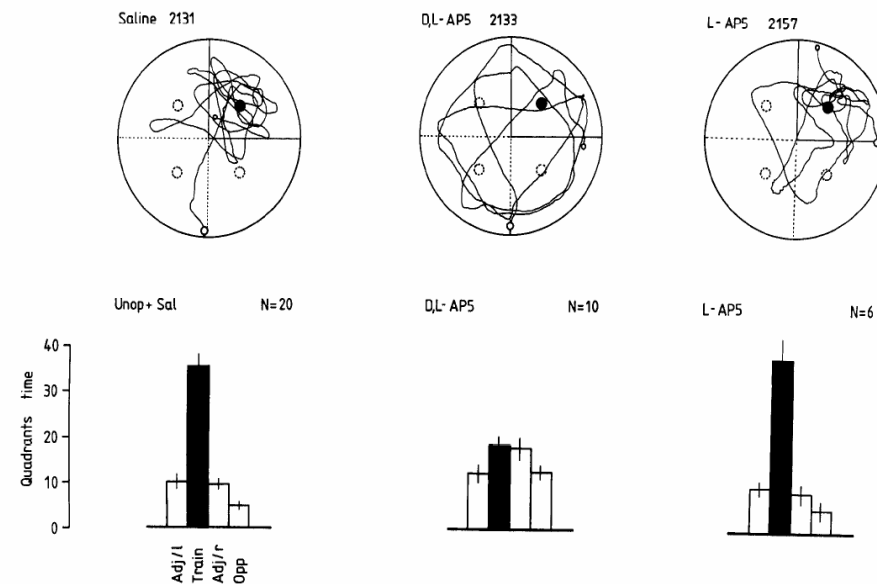 Saline 2131
D,L-AP5 2133
L-AP5 2157
Unop+ Sal N=20
D,L-AP5 N=10
L-AP5 N=6
Quadrants time
40
30
20
10
0
Adj/l
Train
Adj/r
Opp